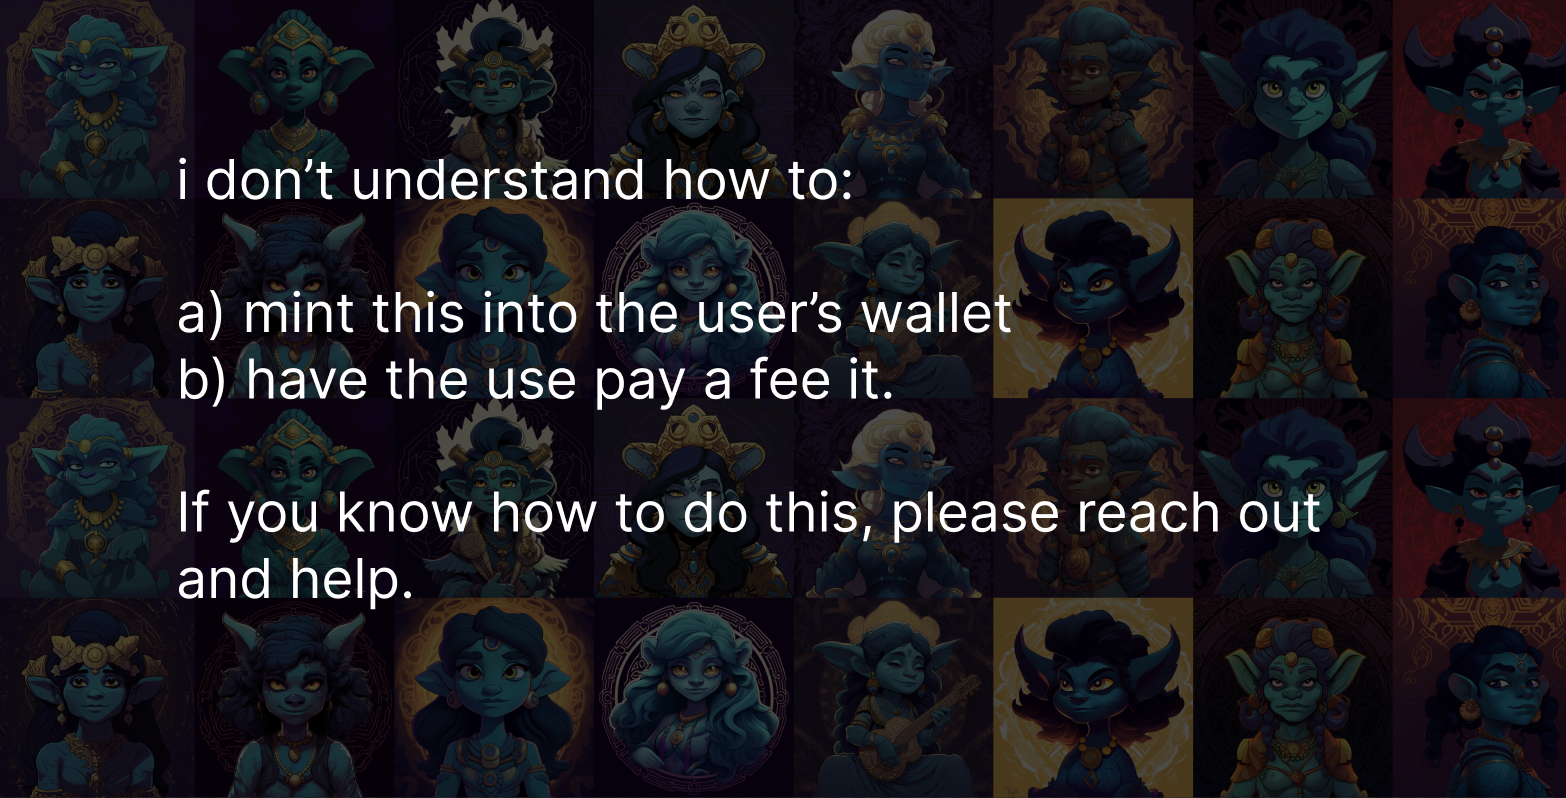 i don’t understand how to:
a) mint this into the user’s wallet
b) have the use pay a fee it.
If you know how to do this, please reach out
and help.